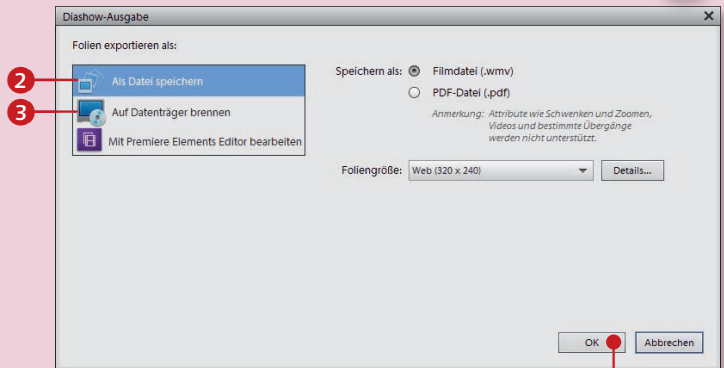 Diashow-Ausgabe
Folien exportieren als:
2
Als Datei speichern
3
Auf Datenträger brennen
Mit Premiere Elements Editor bearbeiten
Speichern als:
Filmdatei (.wmv)
PDF-Datei (.pdf)
Anmerkung: Attribute wie Schwenken und Zoomen,
Videos und bestimmte Übergänge
werden nicht unterstützt.
Foliengröße: Web (320 x 240)
Details...
OK
Abbrechen